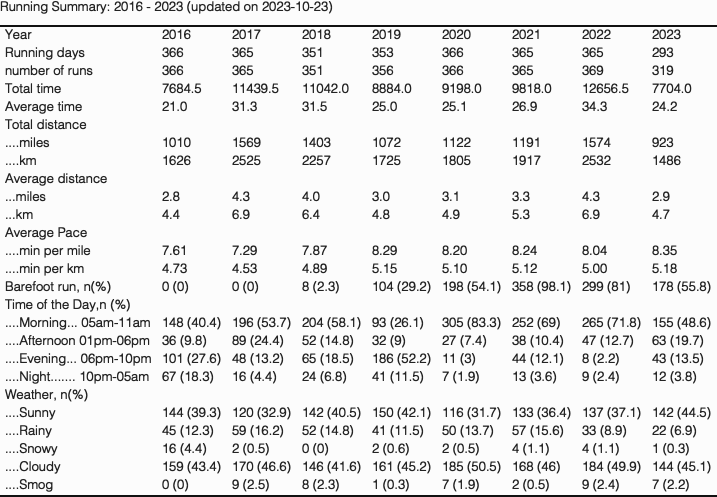 Running Summary: 2016 - 2023 (updated on 2023-10-23)
Year 2016 2017 2018 2019 2020 2021 2022 2023
Running days 366 365 351 353 366 365 365 293
number of runs 366 365 351 356 366 365 369 319
Total time 7684.5 11439.5 11042.0 8884.0 9198.0 9818.0 12656.5 7704.0
Average time 21.0 31.3 31.5 25.0 25.1 26.9 34.3 24.2
Total distance
....miles 1010 1569 1403 1072 1122 1191 1574 923
....km 1626 2525 2257 1725 1805 1917 2532 1486
Average distance
...miles 2.8 4.3 4.0 3.0 3.1 3.3 4.3 2.9
...km 4.4 6.9 6.4 4.8 4.9 5.3 6.9 4.7
Average Pace
....min per mile 7.61 7.29 7.87 8.29 8.20 8.24 8.04 8.35
....min per km 4.73 4.53 4.89 5.15 5.10 5.12 5.00 5.18
Barefoot run, n(%) 0 (0) 0 (0) 8 (2.3) 104 (29.2) 198 (54.1) 358 (98.1) 299 (81) 178 (55.8)
Time of the Day,n (%)
....Morning... 05am-11am 148 (40.4) 196 (53.7) 204 (58.1) 93 (26.1) 305 (83.3) 252 (69) 265 (71.8) 155 (48.6)
....Afternoon 01pm-06pm 36 (9.8) 89 (24.4) 52 (14.8) 32 (9) 27 (7.4) 38 (10.4) 47 (12.7) 63 (19.7)
....Evening... 06pm-10pm 101 (27.6) 48 (13.2) 65 (18.5) 186 (52.2) 11 (3) 44 (12.1) 8 (2.2) 43 (13.5)
....Night....... 10pm-05am 67 (18.3) 16 (4.4) 24 (6.8) 41 (11.5) 7 (1.9) 13 (3.6) 9 (2.4) 12 (3.8)
Weather, n(%)
....Sunny 144 (39.3) 120 (32.9) 142 (40.5) 150 (42.1) 116 (31.7) 133 (36.4) 137 (37.1) 142 (44.5)
....Rainy 45 (12.3) 59 (16.2) 52 (14.8) 41 (11.5) 50 (13.7) 57 (15.6) 33 (8.9) 22 (6.9)
....Snowy 16 (4.4) 2 (0.5) 0 (0) 2 (0.6) 2 (0.5) 4 (1.1) 4 (1.1) 1 (0.3)
....Cloudy 159 (43.4) 170 (46.6) 146 (41.6) 161 (45.2) 185 (50.5) 168 (46) 184 (49.9) 144 (45.1)
....Smog 0 (0) 9 (2.5) 8 (2.3) 1 (0.3) 7 (1.9) 2 (0.5) 9 (2.4) 7 (2.2)